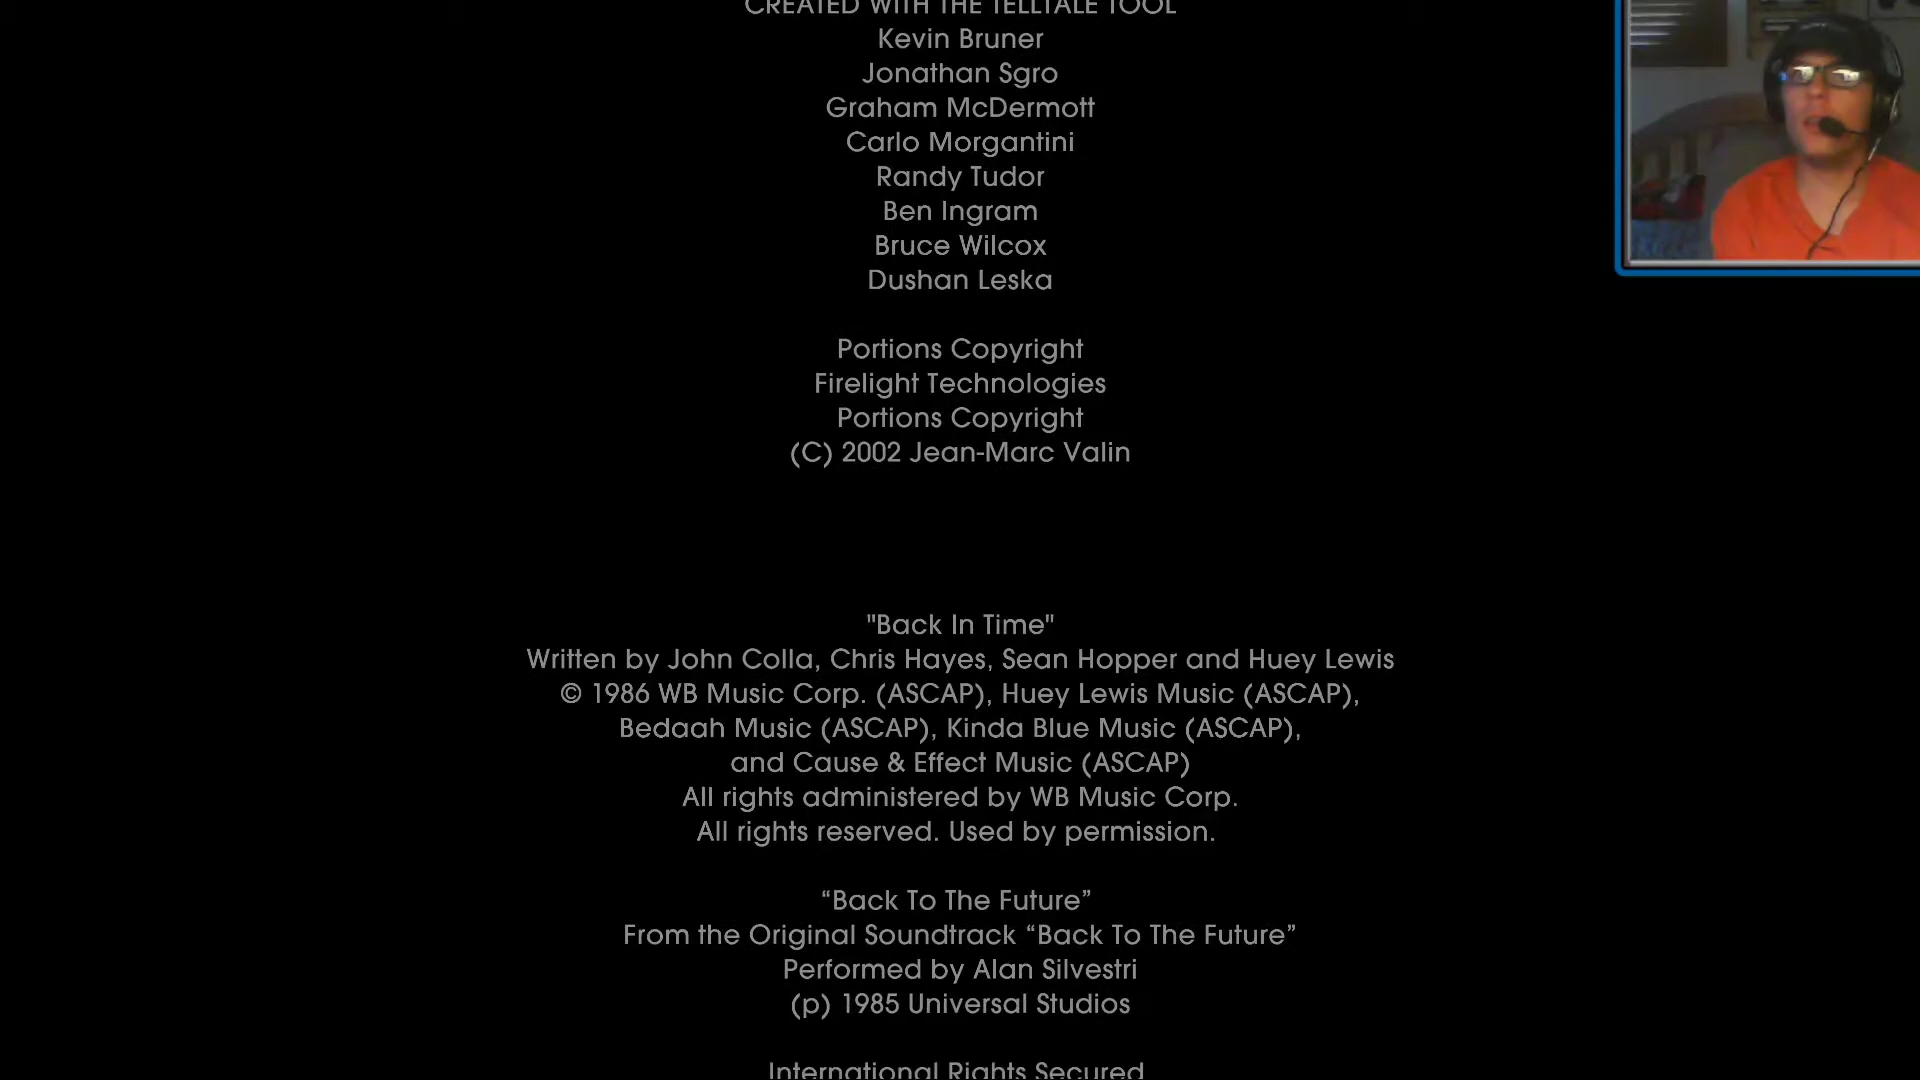 CREATED WITH THE TELLTALE TOOL
Kevin Bruner
Jonathan Sgro
Graham McDermott
Carlo Morgantini
Randy Tudor
Ben Ingram
Bruce Wilcox
Dushan Leska
Portions Copyright
Firelight Technologies
Portions Copyright
(C) 2002 Jean-Marc Valin
"Back In Time"
Written by John Colla, Chris Hayes, Sean Hopper and Huey Lewis
© 1986 WB Music Corp. (ASCAP), Huey Lewis Music (ASCAP),
Bedaah Music (ASCAP), Kinda Blue Music (ASCAP),
and Cause & Effect Music (ASCAP)
All rights administered by WB Music Corp.
All rights reserved. Used by permission.
“Back To The Future”
From the Original Soundtrack “Back To The Future”
Performed by Alan Silvestri
(p) 1985 Universal Studios
International Rights Secured